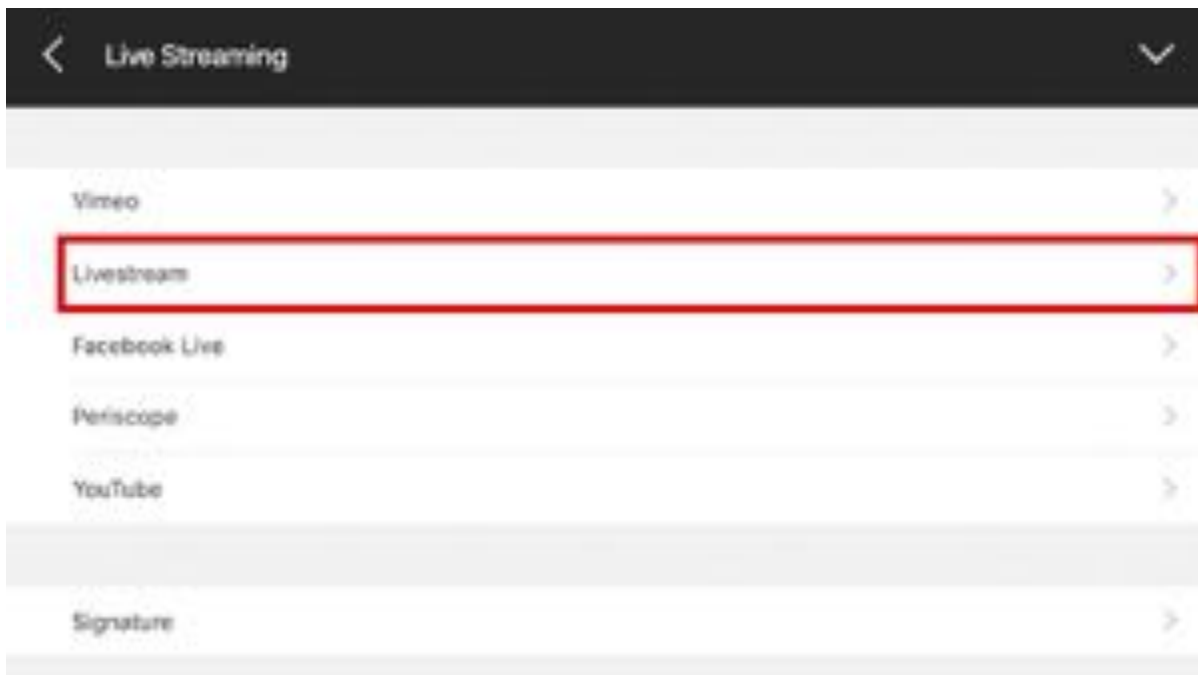 Live Streaming
Vimeo
Livestream
Facebook Live
Periscope
YouTube
Signature